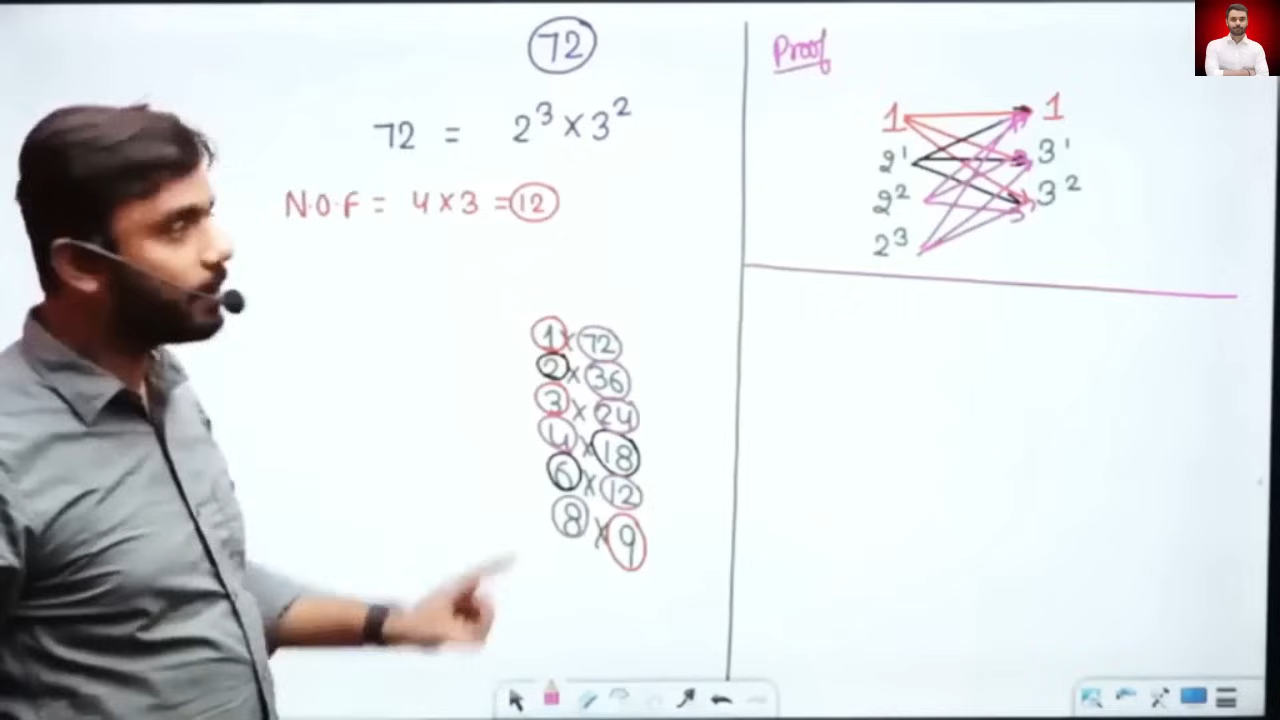 72
72 = 2³ × 3²
N.O.F = 4 × 3 = 12
1 × 72
2 × 36
3 × 24
4 × 18
6 × 12
8 × 9
Proof
1 1
2¹ 3¹
2² 3²
2³